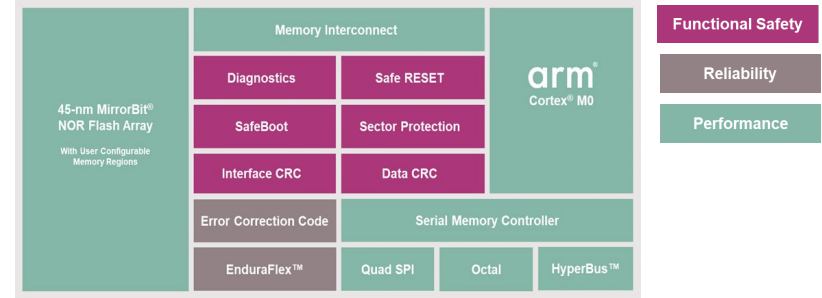 45-nm MirrorBit®
NOR Flash Array
With User Configurable
Memory Regions
Memory Interconnect
Diagnostics
Safe RESET
SafeBoot
Sector Protection
Interface CRC
Data CRC
arm®
Cortex® M0
Error Correction Code
Serial Memory Controller
EnduraFlex™
Quad SPI
Octal
HyperBus™
Functional Safety
Reliability
Performance